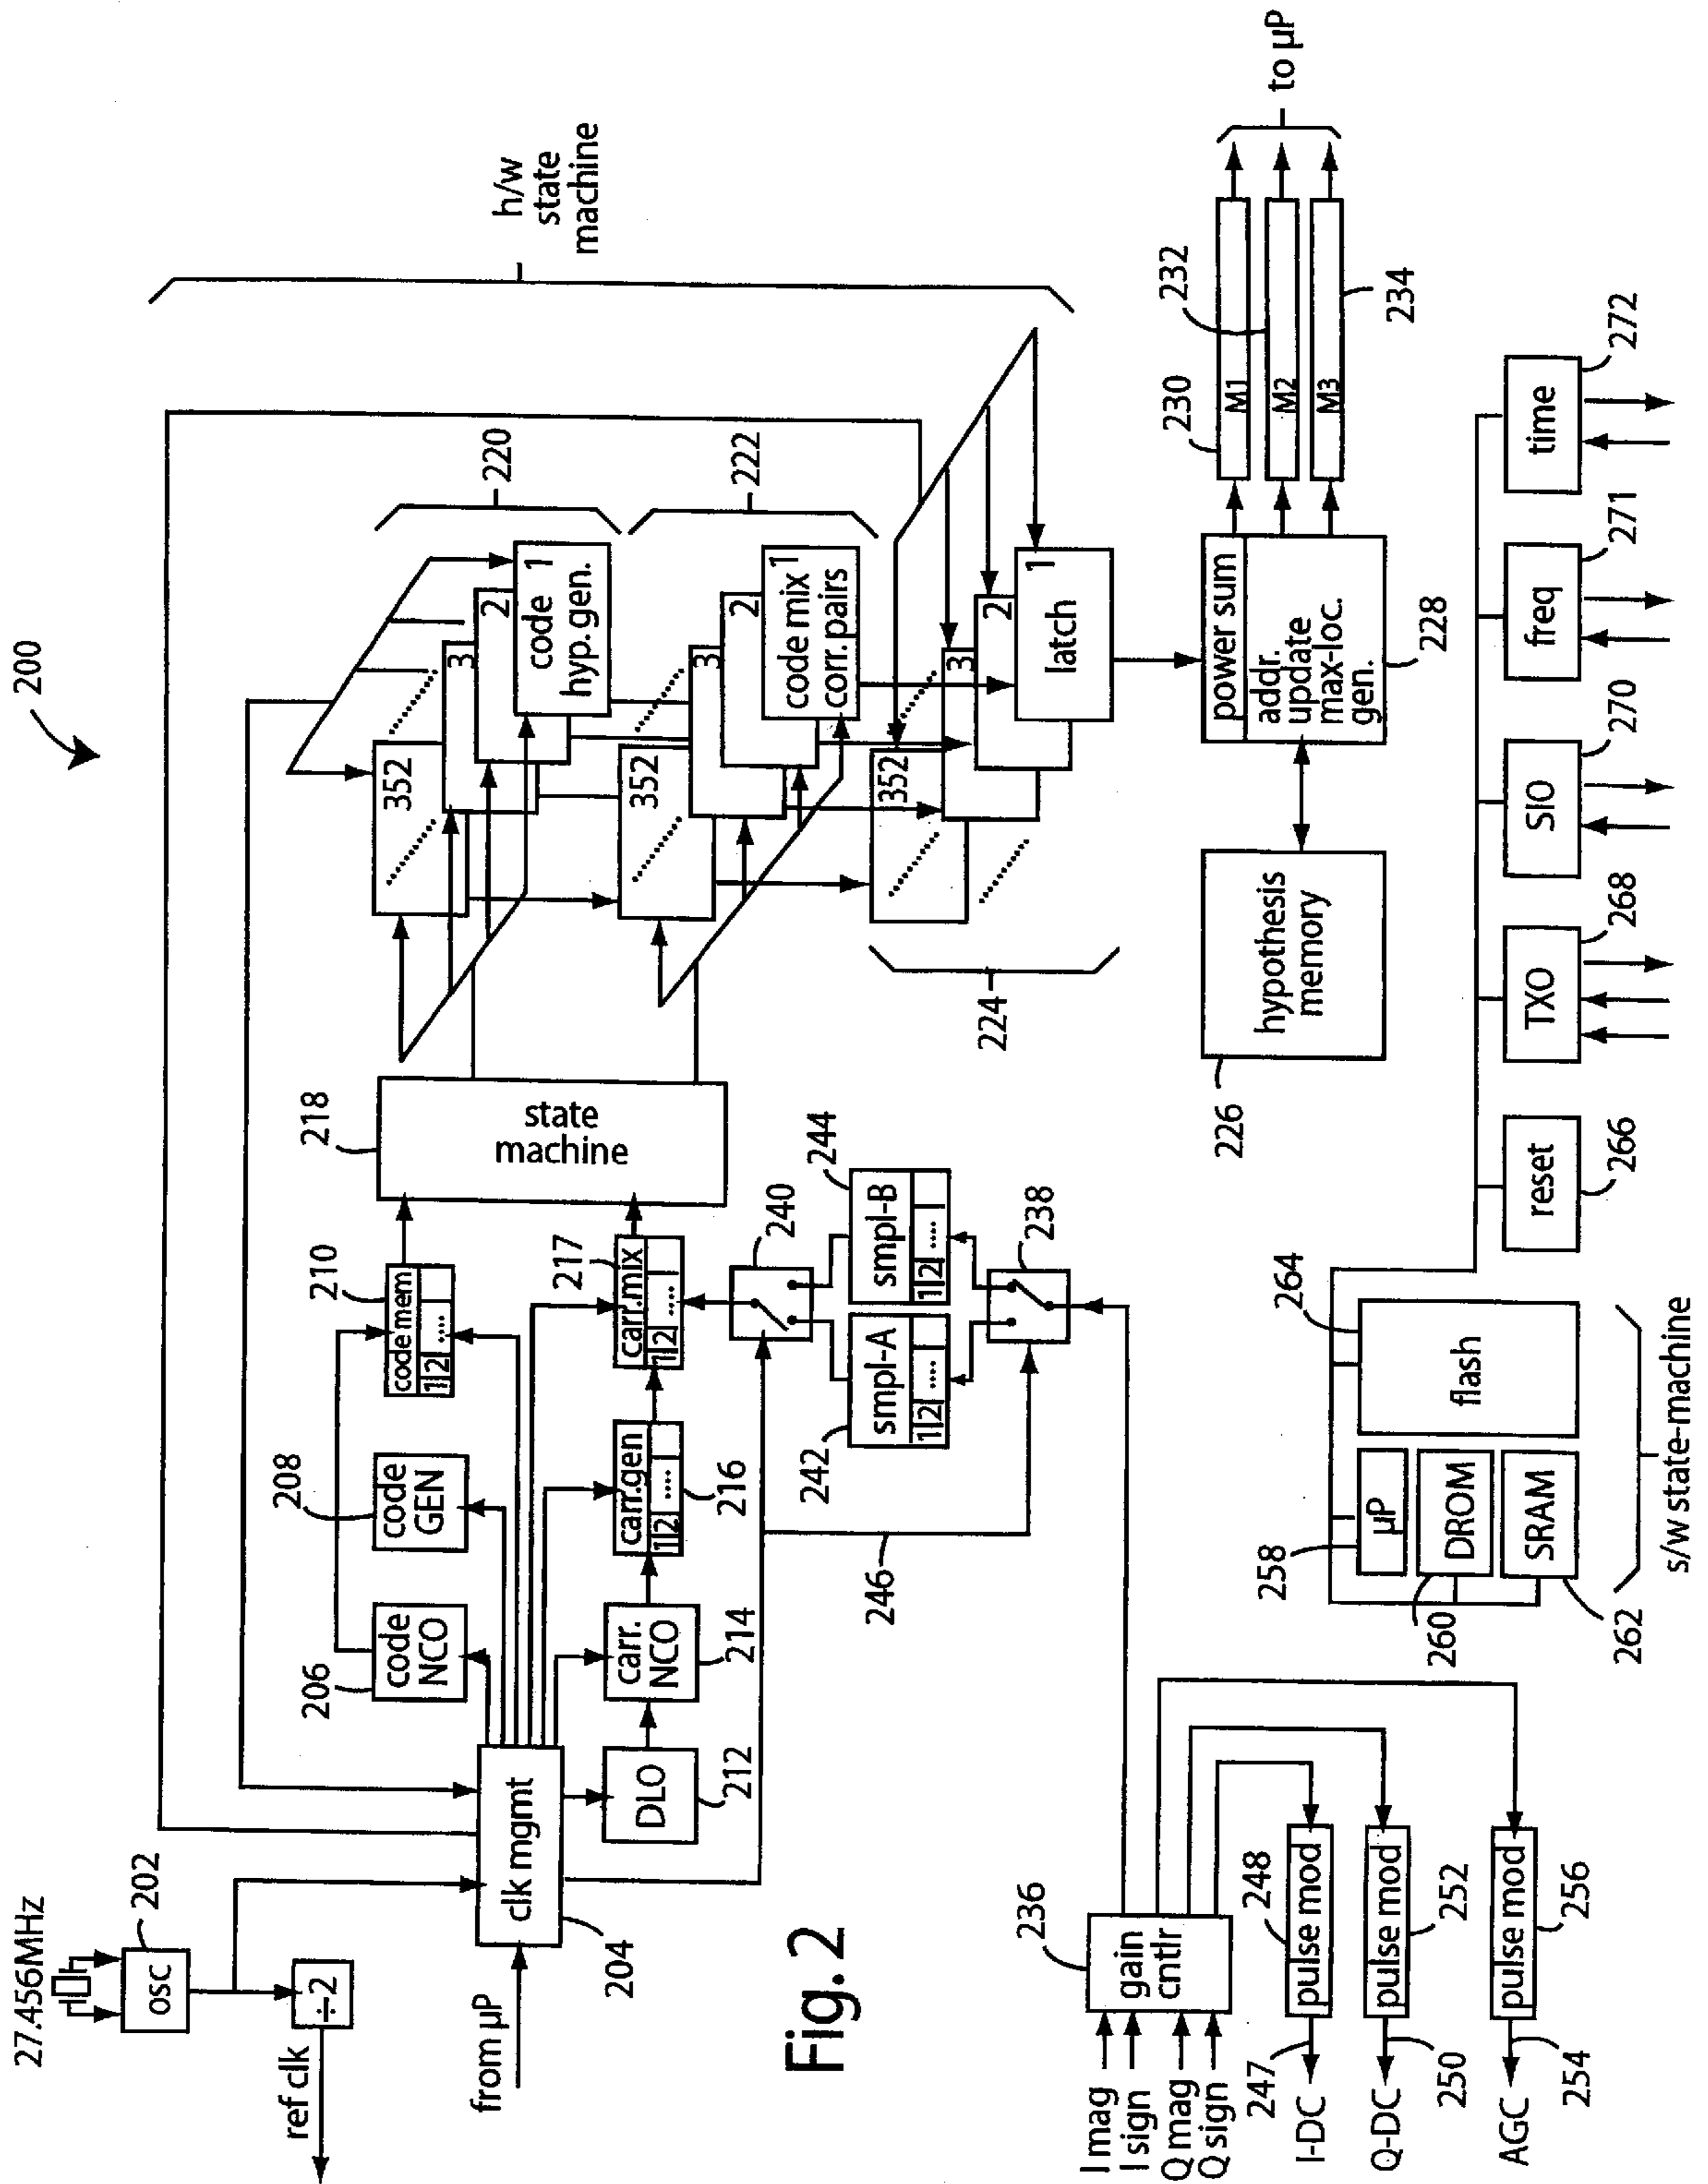 200
27.456MHz
202
osc
÷2
ref clk
from µP
clk mgmt
204
206
code
NCO
208
code
GEN
210
code mem
1 2 ....
DLO
212
carr.
NCO
214
carr.gen
1 2 ....
216
217
carr.mix
1 2 ....
218
state
machine
352
3
2
1
code
hyp.gen.
220
352
3
2
1
code mix
corr. pairs
222
352
3
2
1
latch
224
h/w
state
machine
240
242
smpl-A
1 2 ....
244
smpl-B
1 2 ....
238
246
226
hypothesis
memory
power sum
addr.
update
max-loc.
gen.
228
230
M1
232
M2
M3
234
to µP
Fig.2
236
gain
cntlr
I mag
I sign
Q mag
Q sign
247
I-DC
248
pulse mod
250
Q-DC
252
pulse mod
254
AGC
256
pulse mod
258
µP
260
DROM
262
SRAM
264
flash
s/w state-machine
reset
266
TXO
268
SIO
270
freq
271
time
272